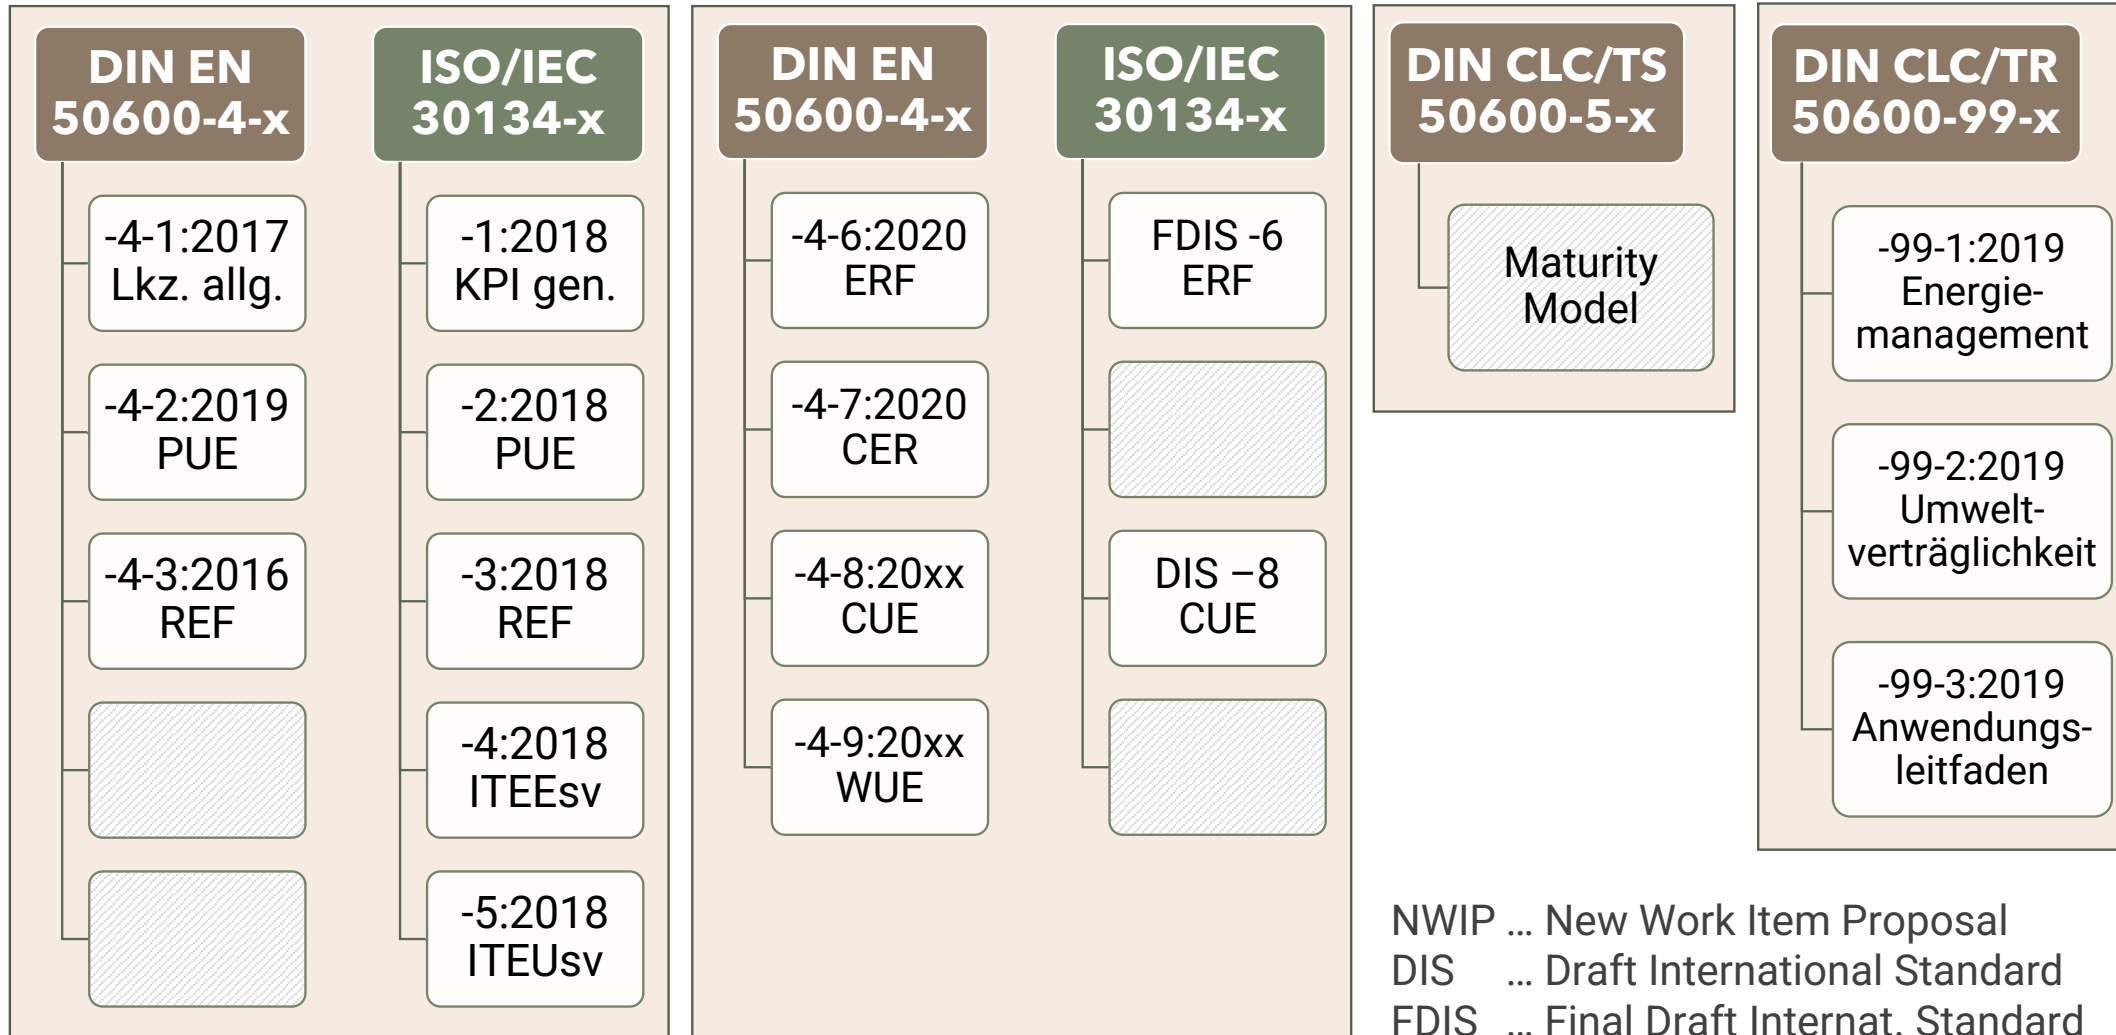 DIN EN
50600-4-x
-4-1:2017
Lkz. allg.
-4-2:2019
PUE
-4-3:2016
REF
ISO/IEC
30134-x
-1:2018
KPI gen.
-2:2018
PUE
-3:2018
REF
-4:2018
ITEEsv
-5:2018
ITEUsv
DIN EN
50600-4-x
-4-6:2020
ERF
-4-7:2020
CER
-4-8:20xx
CUE
-4-9:20xx
WUE
ISO/IEC
30134-x
FDIS -6
ERF
DIS –8
CUE
DIN CLC/TS
50600-5-x
Maturity
Model
DIN CLC/TR
50600-99-x
-99-1:2019
Energie-
management
-99-2:2019
Umwelt-
verträglichkeit
-99-3:2019
Anwendungs-
leitfaden
NWIP ... New Work Item Proposal
DIS ... Draft International Standard
FDIS ... Final Draft Internat. Standard